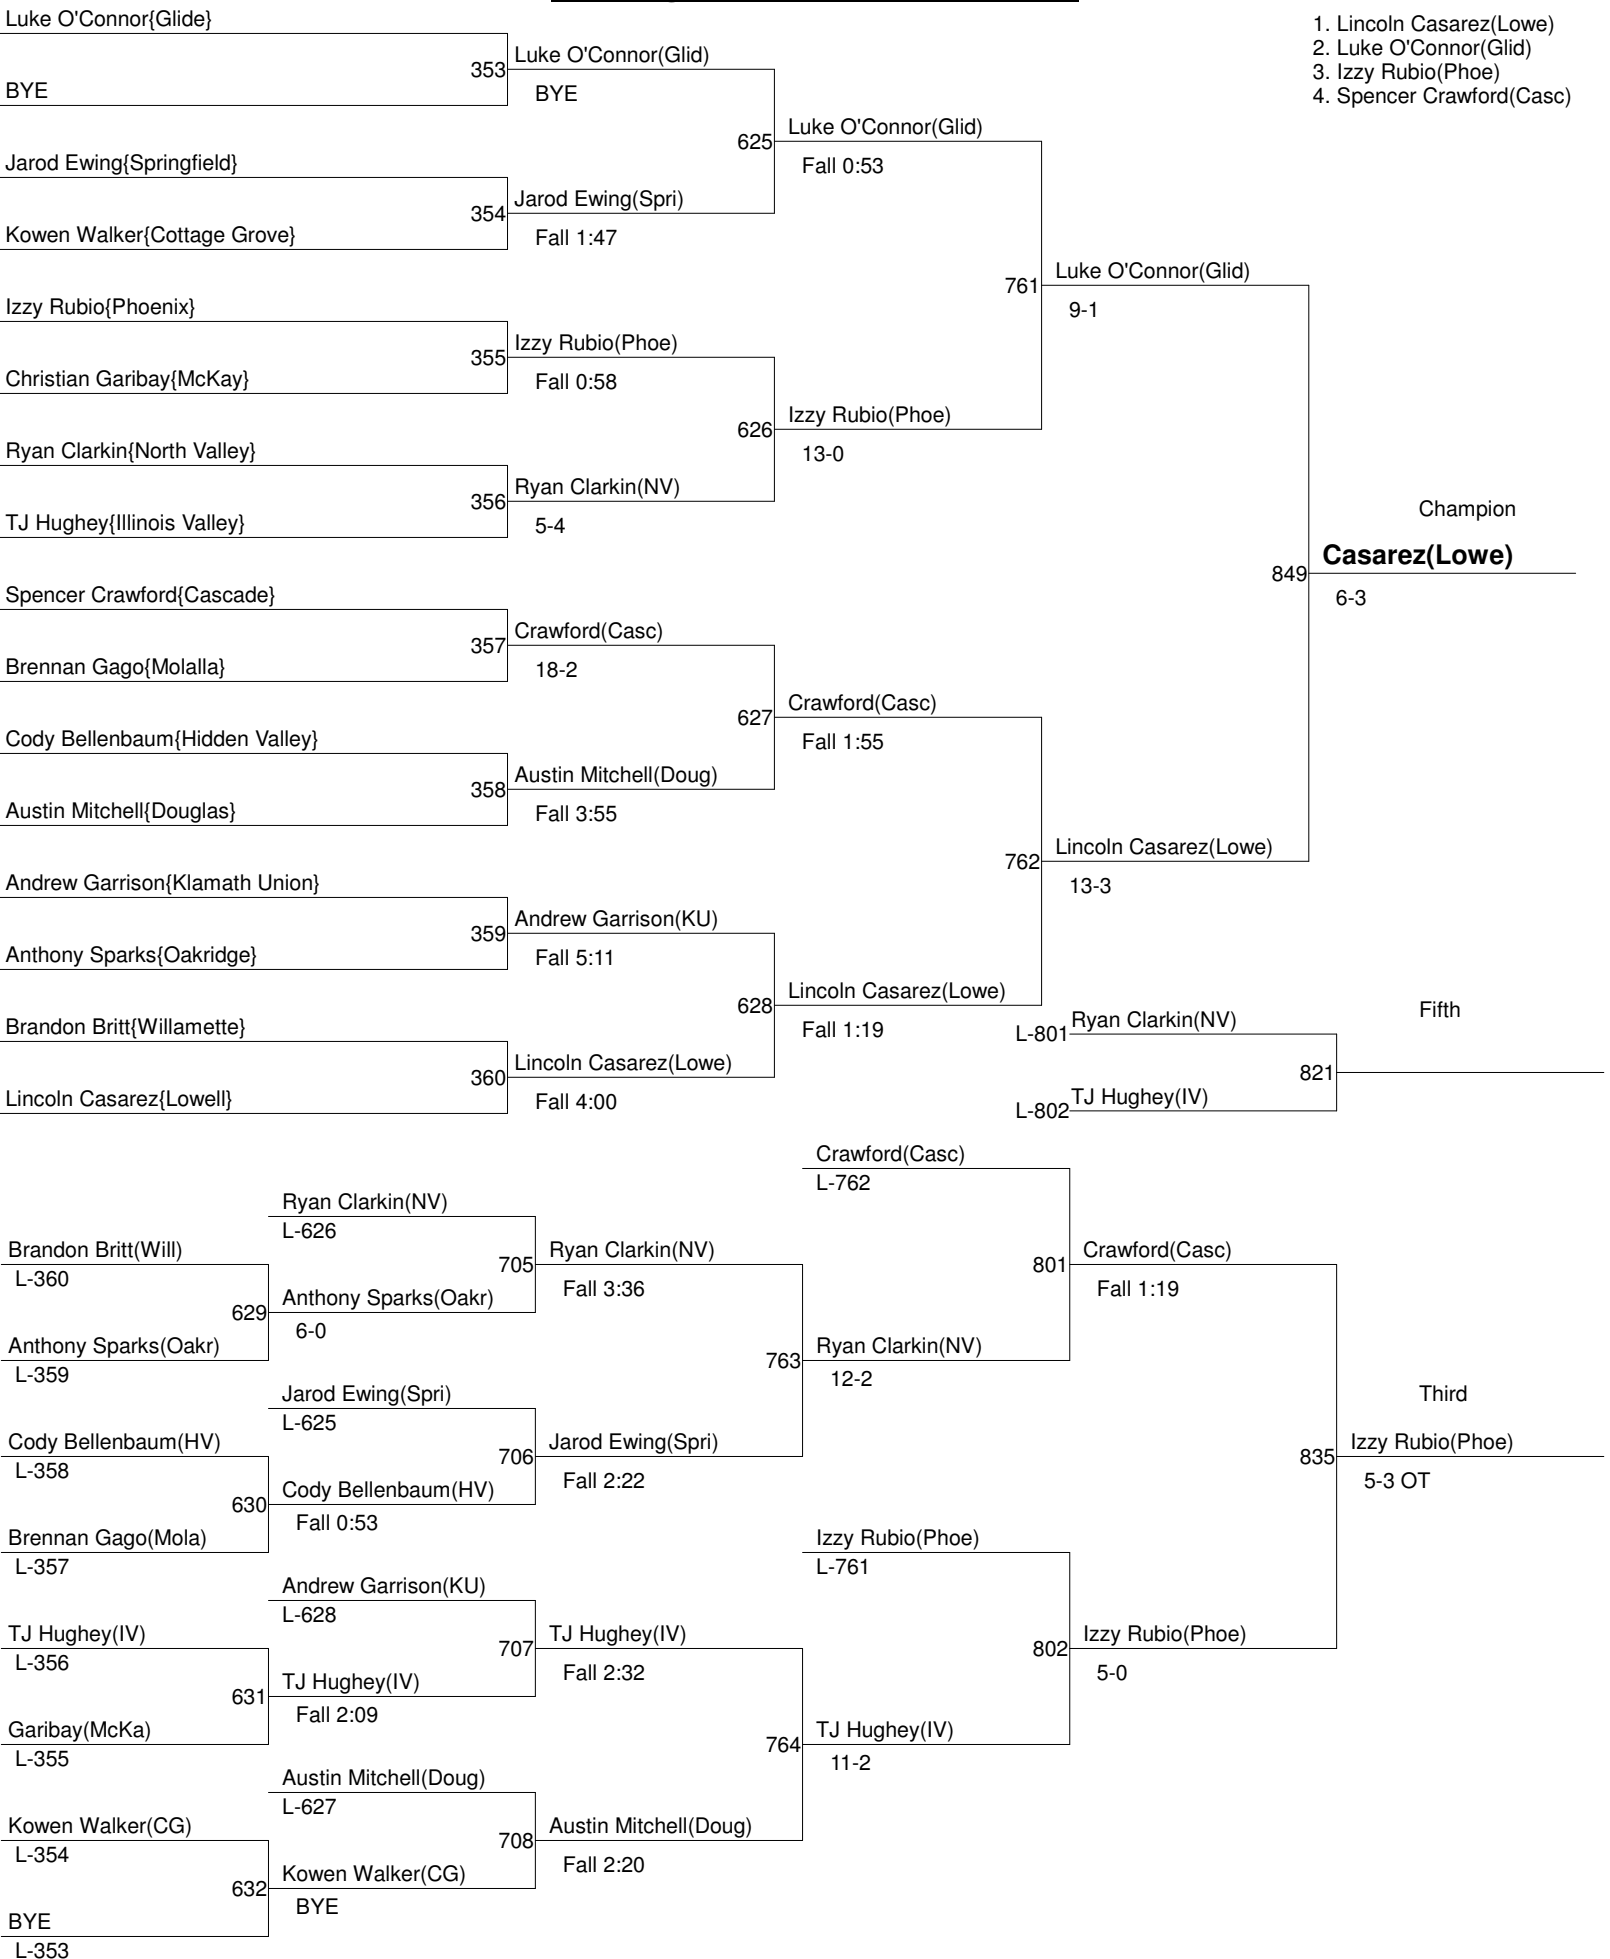 Luke O'Connor{Glide}
BYE
353
Luke O'Connor(Glid)
BYE
Jarod Ewing{Springfield}
Kowen Walker{Cottage Grove}
354
Jarod Ewing(Spri)
Fall 1:47
625
Luke O'Connor(Glid)
Fall 0:53
Izzy Rubio{Phoenix}
Christian Garibay{McKay}
355
Izzy Rubio(Phoe)
Fall 0:58
Ryan Clarkin{North Valley}
TJ Hughey{Illinois Valley}
356
Ryan Clarkin(NV)
5-4
626
Izzy Rubio(Phoe)
13-0
761
Luke O'Connor(Glid)
9-1
Spencer Crawford{Cascade}
Brennan Gago{Molalla}
357
Crawford(Casc)
18-2
Cody Bellenbaum{Hidden Valley}
Austin Mitchell{Douglas}
358
Austin Mitchell(Doug)
Fall 3:55
627
Crawford(Casc)
Fall 1:55
Andrew Garrison{Klamath Union}
Anthony Sparks{Oakridge}
359
Andrew Garrison(KU)
Fall 5:11
Brandon Britt{Willamette}
Lincoln Casarez{Lowell}
360
Lincoln Casarez(Lowe)
Fall 4:00
628
Lincoln Casarez(Lowe)
Fall 1:19
762
Lincoln Casarez(Lowe)
13-3
849
Champion
Casarez(Lowe)
6-3
1. Lincoln Casarez(Lowe)
2. Luke O'Connor(Glid)
3. Izzy Rubio(Phoe)
4. Spencer Crawford(Casc)
Fifth
L-801
Ryan Clarkin(NV)
L-802
TJ Hughey(IV)
821
Brandon Britt(Will)
L-360
Anthony Sparks(Oakr)
L-359
629
Ryan Clarkin(NV)
L-626
Anthony Sparks(Oakr)
6-0
705
Ryan Clarkin(NV)
Fall 3:36
Cody Bellenbaum(HV)
L-358
Brennan Gago(Mola)
L-357
630
Jarod Ewing(Spri)
L-625
Cody Bellenbaum(HV)
Fall 0:53
706
Jarod Ewing(Spri)
Fall 2:22
763
Ryan Clarkin(NV)
12-2
Crawford(Casc)
L-762
801
Crawford(Casc)
Fall 1:19
TJ Hughey(IV)
L-356
Garibay(McKa)
L-355
631
Andrew Garrison(KU)
L-628
TJ Hughey(IV)
Fall 2:09
707
TJ Hughey(IV)
Fall 2:32
Kowen Walker(CG)
L-354
BYE
L-353
632
Austin Mitchell(Doug)
L-627
Kowen Walker(CG)
BYE
708
Austin Mitchell(Doug)
Fall 2:20
764
TJ Hughey(IV)
11-2
Izzy Rubio(Phoe)
L-761
802
Izzy Rubio(Phoe)
5-0
835
Third
Izzy Rubio(Phoe)
5-3 OT